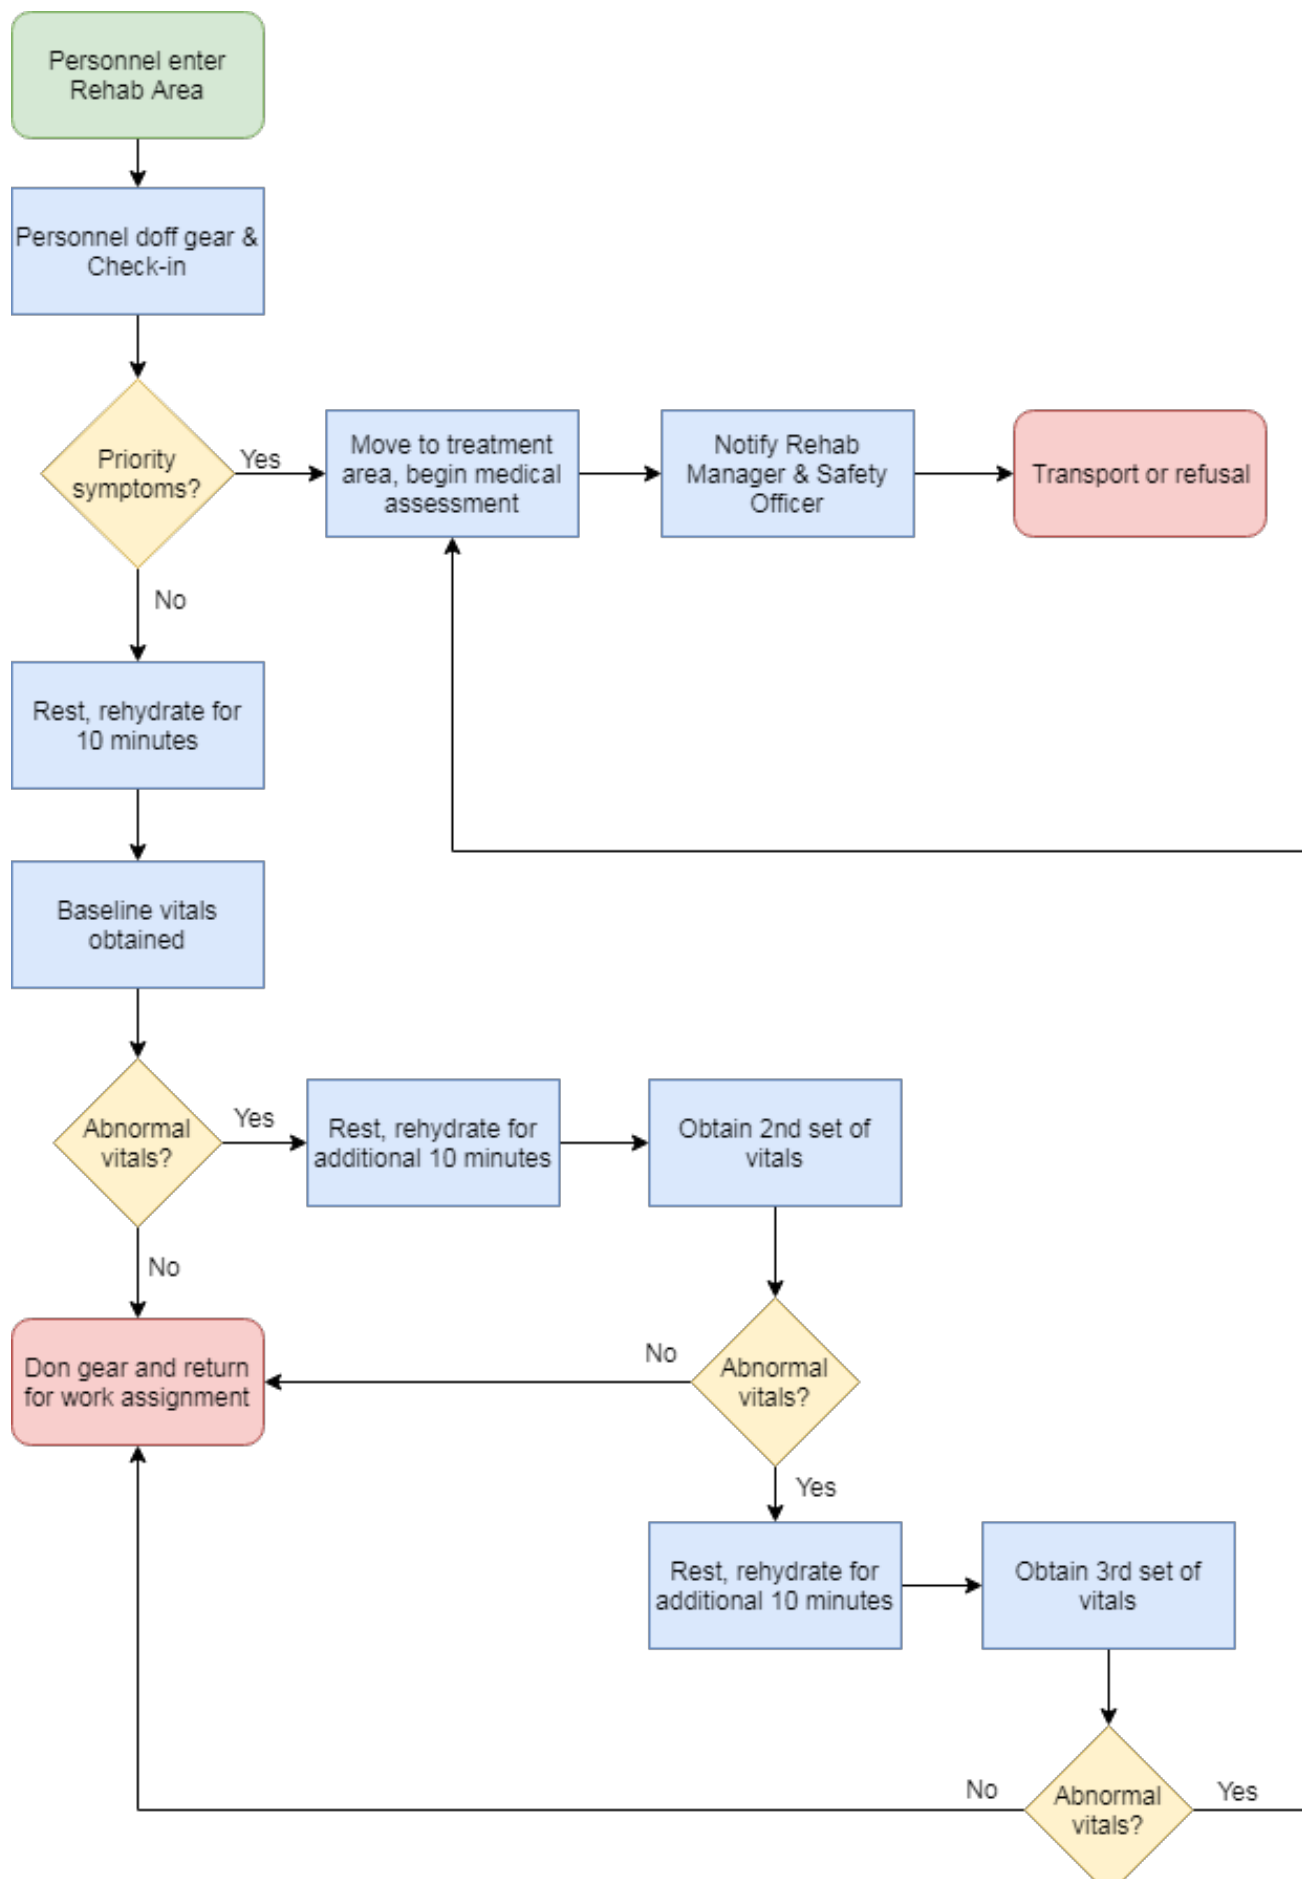 Personnel enter
Rehab Area
Personnel doff gear &
Check-in
Priority
symptoms?
Yes
Move to treatment
area, begin medical
assessment
Notify Rehab
Manager & Safety
Officer
Transport or refusal
No
Rest, rehydrate for
10 minutes
Baseline vitals
obtained
Abnormal
vitals?
Yes
Rest, rehydrate for
additional 10 minutes
Obtain 2nd set of
vitals
No
Don gear and return
for work assignment
No
Abnormal
vitals?
Yes
Rest, rehydrate for
additional 10 minutes
Obtain 3rd set of
vitals
No
Abnormal
vitals?
Yes